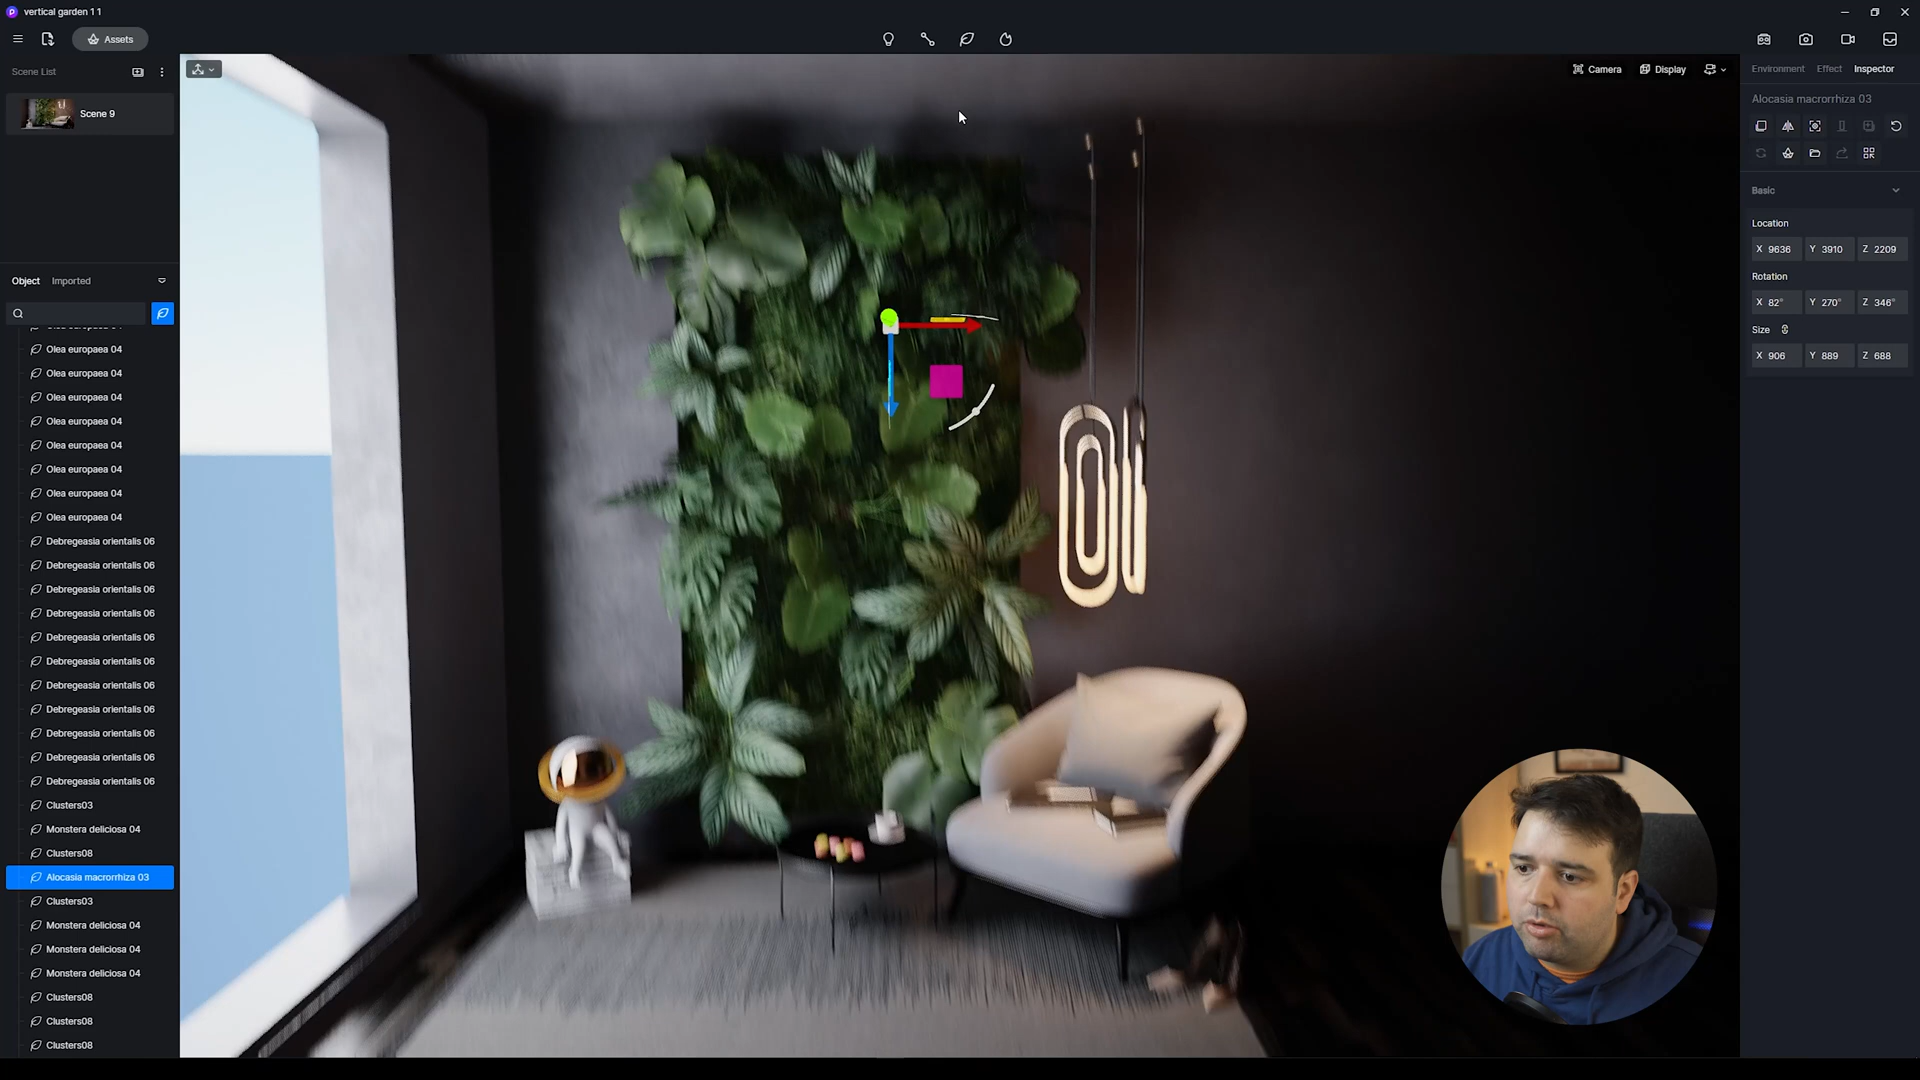 vertical garden 1 1
Assets
Scene List
Scene 9
Object
Imported
Olea europaea 04
Olea europaea 04
Olea europaea 04
Olea europaea 04
Olea europaea 04
Olea europaea 04
Olea europaea 04
Olea europaea 04
Debregeasia orientalis 06
Debregeasia orientalis 06
Debregeasia orientalis 06
Debregeasia orientalis 06
Debregeasia orientalis 06
Debregeasia orientalis 06
Debregeasia orientalis 06
Debregeasia orientalis 06
Debregeasia orientalis 06
Debregeasia orientalis 06
Debregeasia orientalis 06
Clusters03
Monstera deliciosa 04
Clusters08
Alocasia macrorrhiza 03
Clusters03
Monstera deliciosa 04
Monstera deliciosa 04
Monstera deliciosa 04
Clusters08
Clusters08
Clusters08
Camera
Display
Environment
Effect
Inspector
Alocasia macrorrhiza 03
Basic
Location
X 9636 Y 3910 Z 2209
Rotation
X 82° Y 270° Z 346°
Size
X 906 Y 889 Z 688